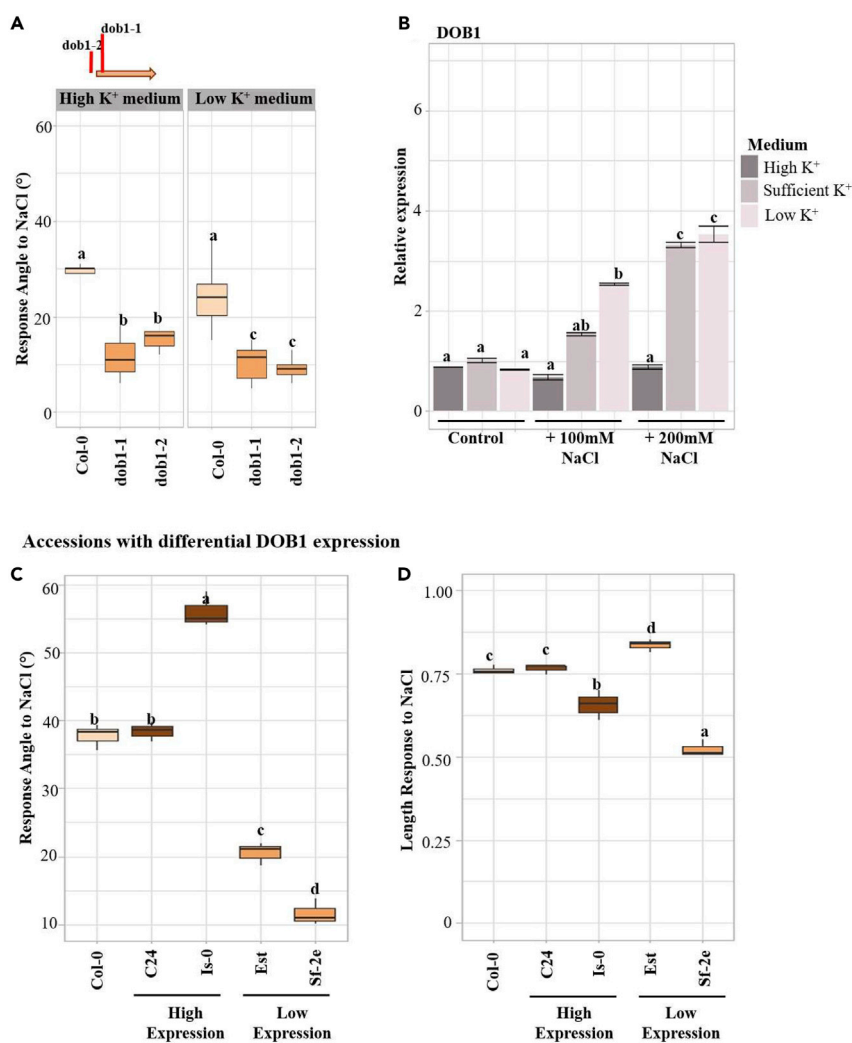 A
dob1-1
dob1-2
High K+ medium
Low K+ medium
Response Angle to NaCl (°)
60
40
20
0
a
b
b
a
c
c
Col-0
dob1-1
dob1-2
Col-0
dob1-1
dob1-2
B
DOB1
Relative expression
6
4
2
0
a
a
a
a
ab
b
a
c
c
Control
+ 100mM
NaCl
+ 200mM
NaCl
Medium
High K+
Sufficient K+
Low K+
Accessions with differential DOB1 expression
C
Response Angle to NaCl (°)
60
50
40
30
20
10
b
b
a
c
d
Col-0
C24
Is-0
Est
Sf-2e
High
Expression
Low
Expression
D
Length Response to NaCl
1.00
0.75
0.50
0.25
0
c
c
b
d
a
Col-0
C24
Is-0
Est
Sf-2e
High
Expression
Low
Expression